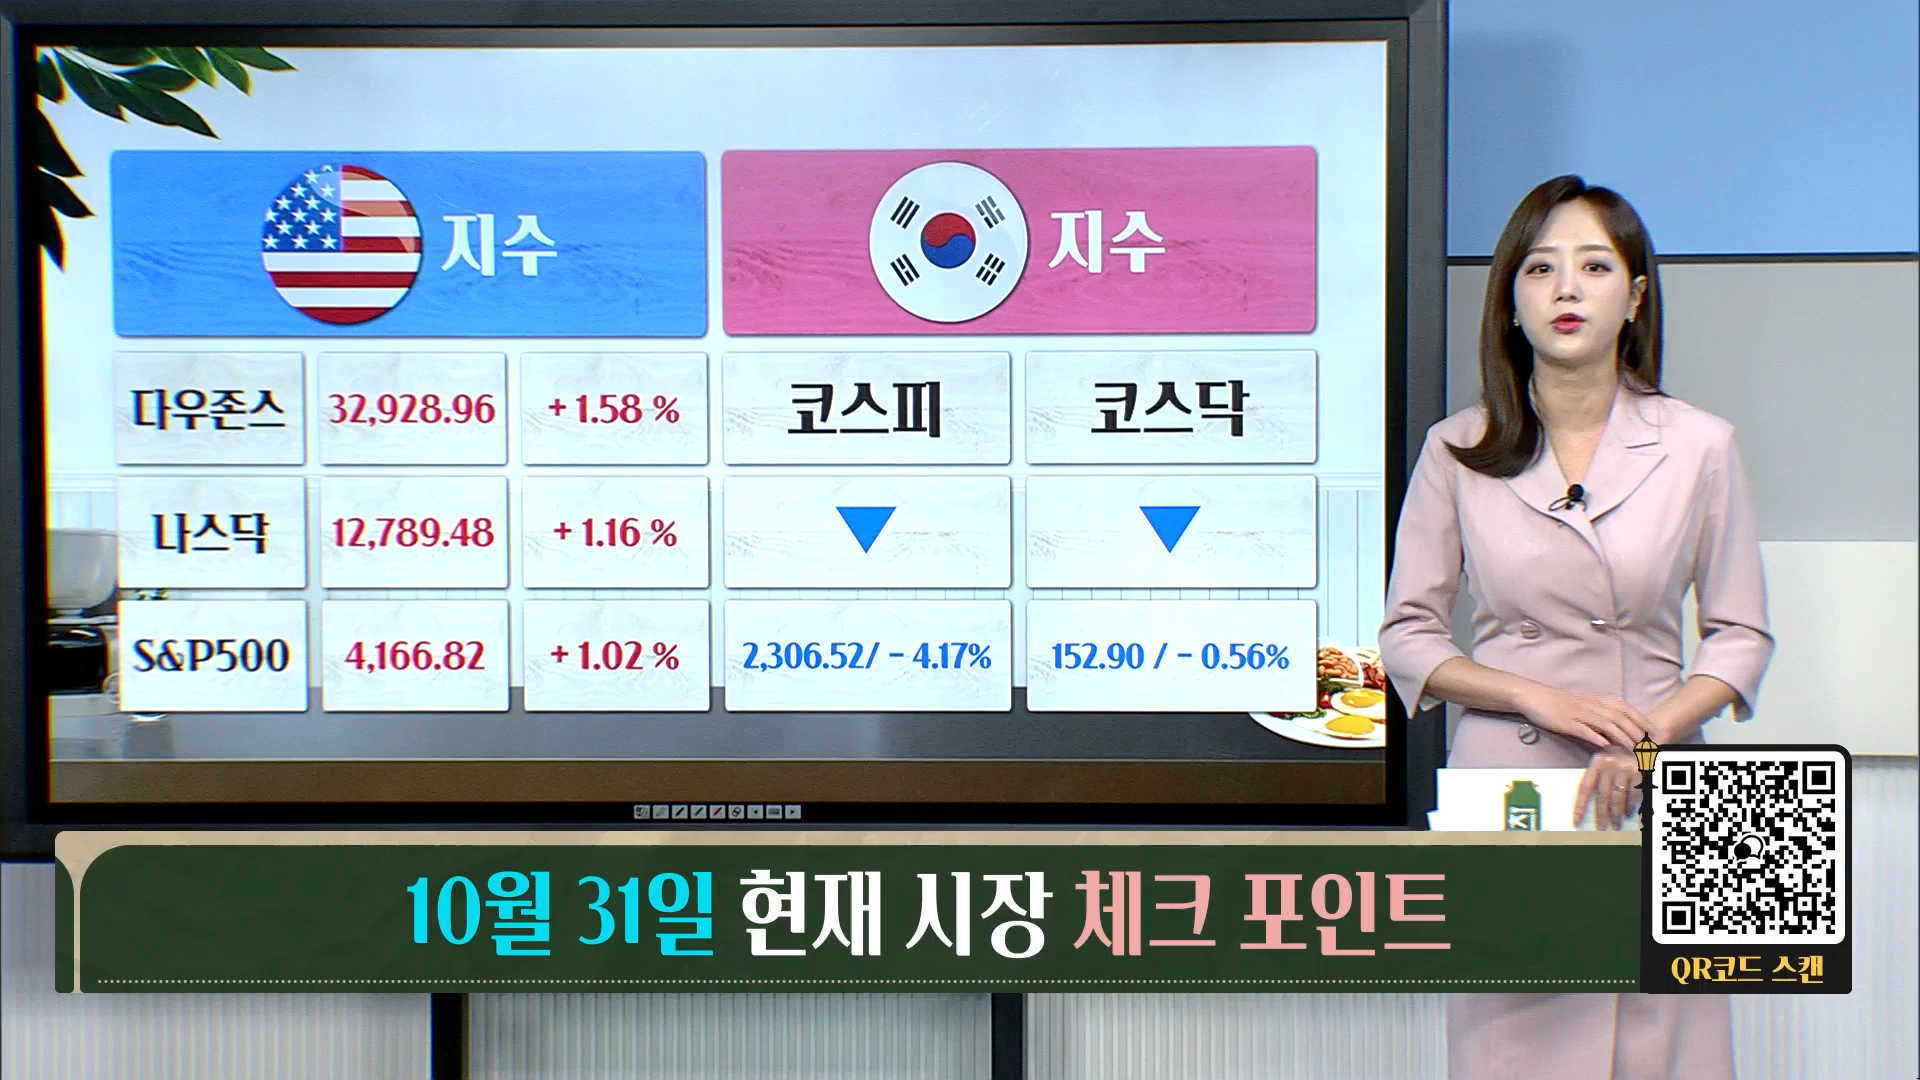 지수
지수
다우존스 32,928.96 +1.58 % 코스피 코스닥
나스닥 12,789.48 +1.16 %
S&P500 4,166.82 +1.02 % 2,306.52/ - 4.17% 152.90 / - 0.56%
10월 31일 현재 시장 체크 포인트
QR코드 스캔